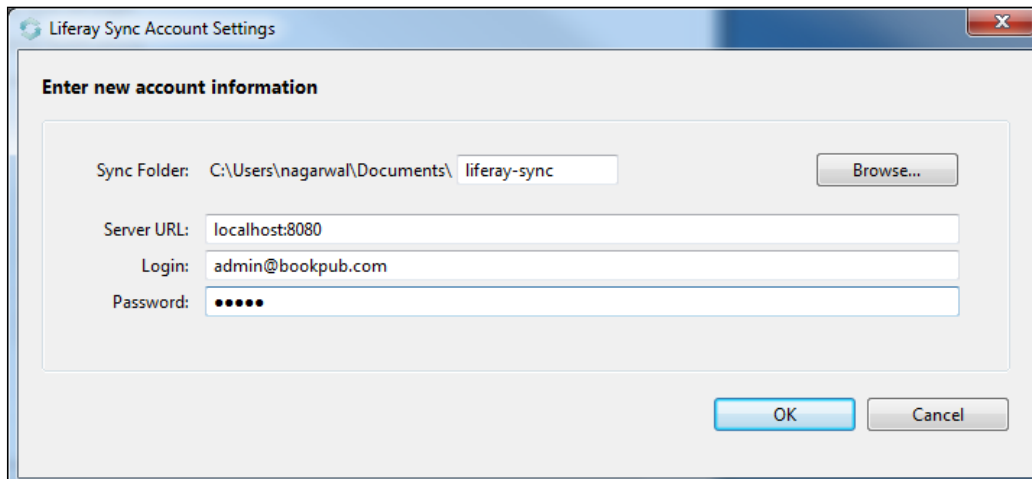 Liferay Sync Account Settings
Enter new account information
Sync Folder: C:\Users\nagarwal\Documents\ liferay-sync Browse...
Server URL: localhost:8080
Login: admin@bookpub.com
Password: •••••
OK Cancel